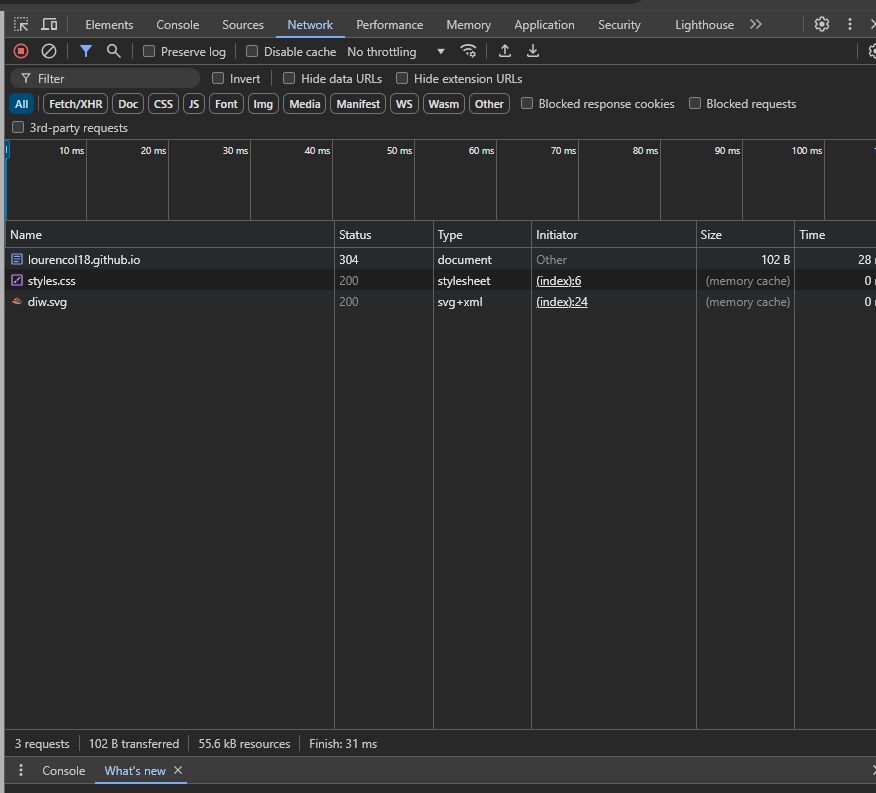 Elements Console Sources Network Performance Memory Application Security Lighthouse
Preserve log Disable cache No throttling
Filter Invert Hide data URLs Hide extension URLs
All Fetch/XHR Doc CSS JS Font Img Media Manifest WS Wasm Other Blocked response cookies Blocked requests
3rd-party requests
10 ms 20 ms 30 ms 40 ms 50 ms 60 ms 70 ms 80 ms 90 ms 100 ms
Name Status Type Initiator Size Time
lourencol18.github.io 304 document Other 102 B 28
styles.css 200 stylesheet (index):6 (memory cache) 0
diw.svg 200 svg+xml (index):24 (memory cache) 0
3 requests 102 B transferred 55.6 kB resources Finish: 31 ms
Console What's new